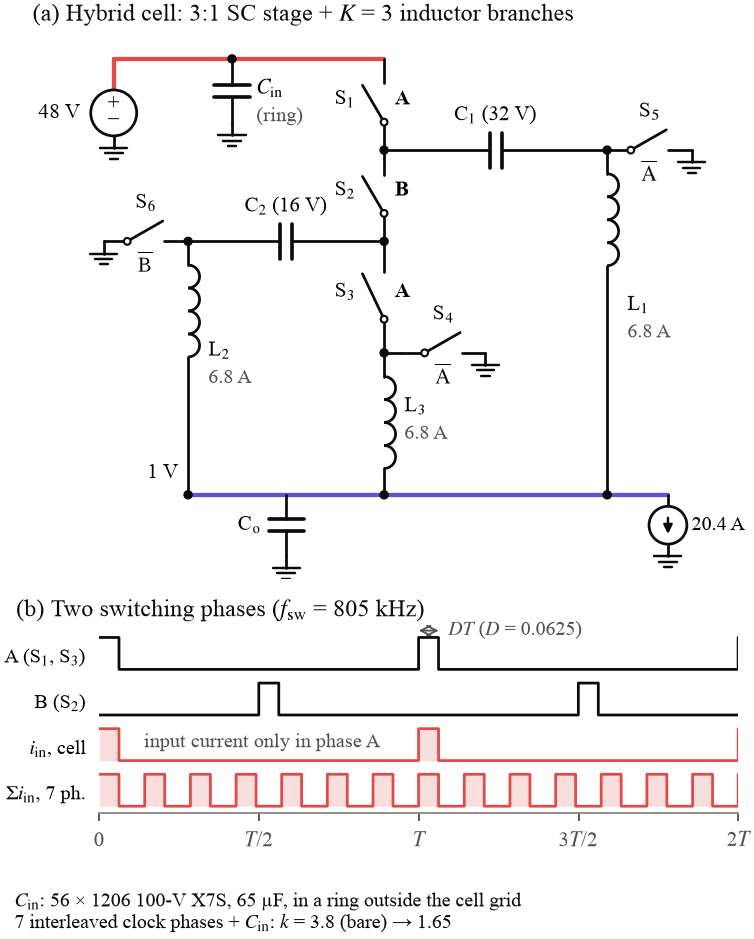 (a) Hybrid cell: 3:1 SC stage + K = 3 inductor branches
48 V
+
−
Cin
(ring)
S1
A
C1 (32 V)
S5
A̅
S2
B
C2 (16 V)
S6
B̅
S3
A
S4
A̅
L1
6.8 A
L2
6.8 A
L3
6.8 A
1 V
Co
20.4 A
(b) Two switching phases (fsw = 805 kHz)
DT (D = 0.0625)
A (S1, S3)
B (S2)
iin, cell
input current only in phase A
Σiin, 7 ph.
0
T/2
T
3T/2
2T
Cin: 56 × 1206 100-V X7S, 65 μF, in a ring outside the cell grid
7 interleaved clock phases + Cin: k = 3.8 (bare) → 1.65